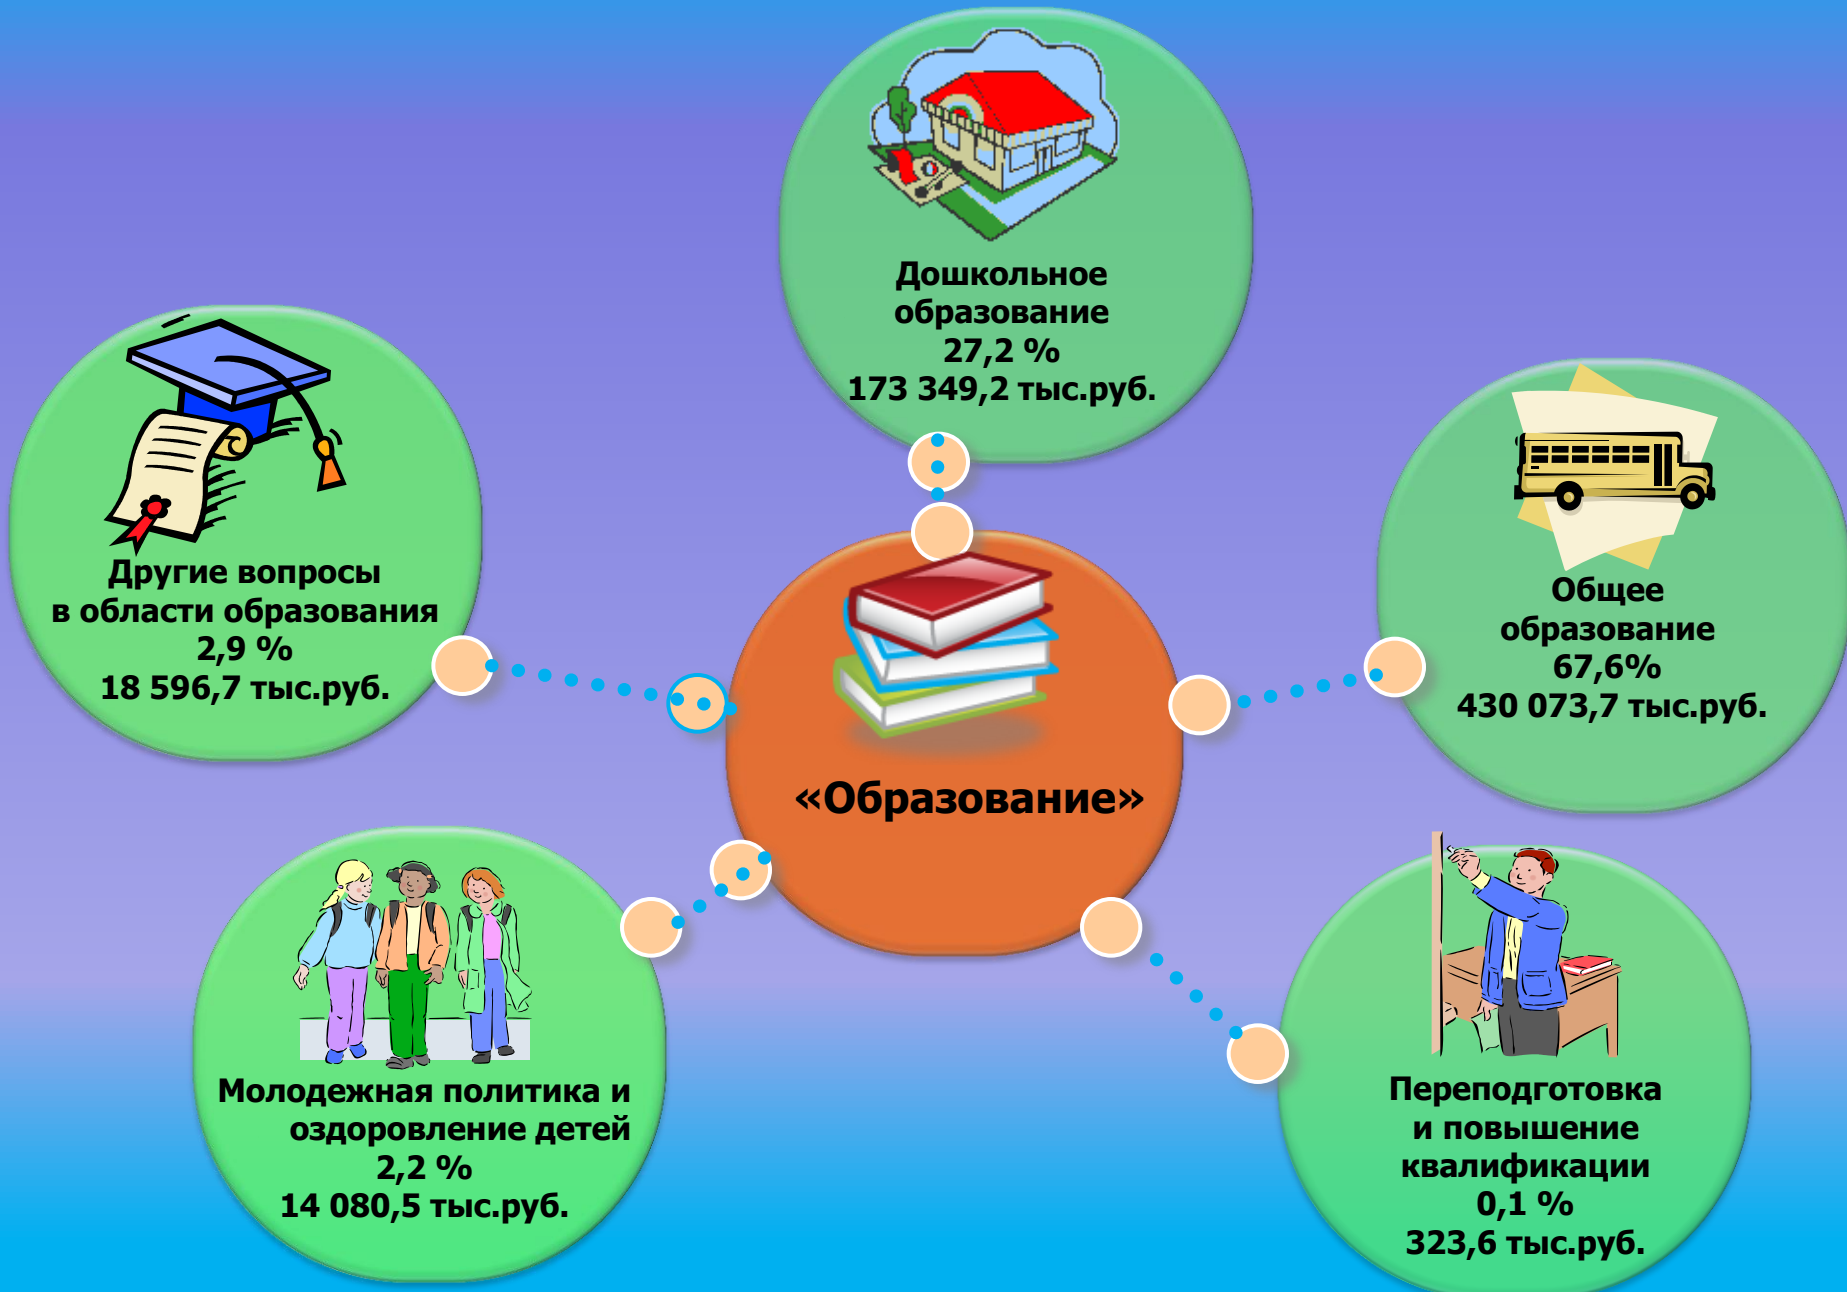 Дошкольное
образование
27,2 %
173 349,2 тыс.руб.
Другие вопросы
в области образования
2,9 %
18 596,7 тыс.руб.
Общее
образование
67,6%
430 073,7 тыс.руб.
«Образование»
Молодежная политика и
оздоровление детей
2,2 %
14 080,5 тыс.руб.
Переподготовка
и повышение
квалификации
0,1 %
323,6 тыс.руб.